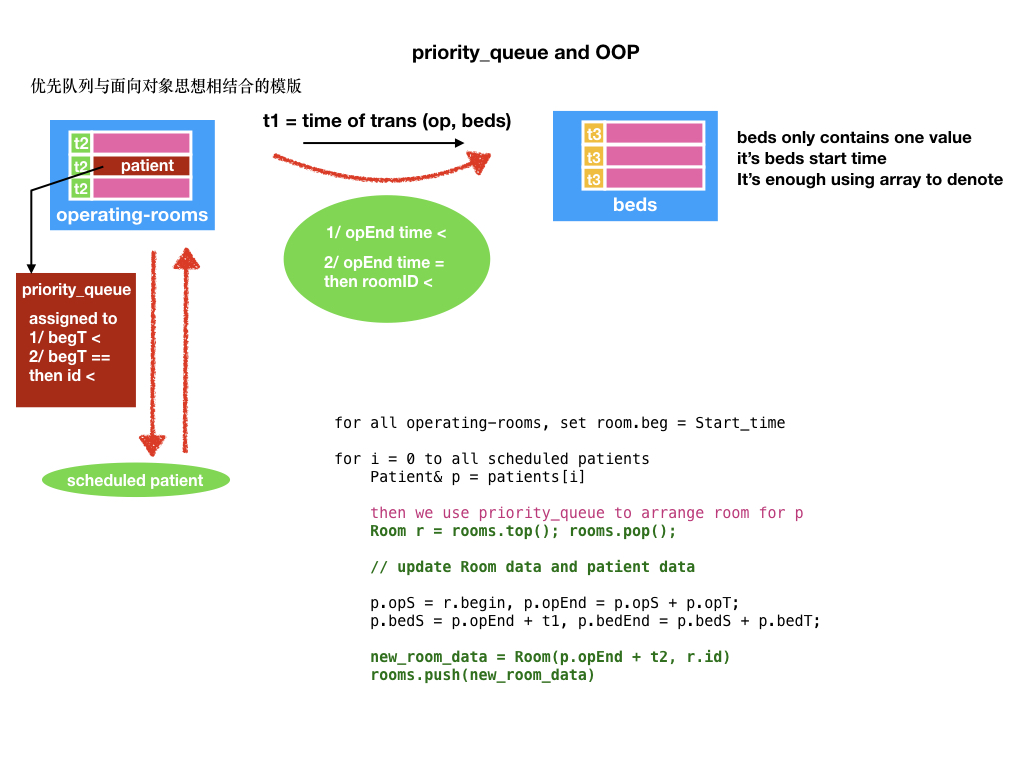 priority_queue and OOP
优先队列与面向对象思想相结合的模版
t1 = time of trans (op, beds)
t2
t2 patient
t2
operating-rooms
t3
t3
t3
beds
beds only contains one value
it's beds start time
It's enough using array to denote
1/ opEnd time <
2/ opEnd time =
then roomID <
priority_queue
assigned to
1/ begT <
2/ begT ==
then id <
scheduled patient
for all operating-rooms, set room.beg = Start_time
for i = 0 to all scheduled patients
Patient& p = patients[i]
then we use priority_queue to arrange room for p
Room r = rooms.top(); rooms.pop();
// update Room data and patient data
p.opS = r.begin, p.opEnd = p.opS + p.opT;
p.bedS = p.opEnd + t1, p.bedEnd = p.bedS + p.bedT;
new_room_data = Room(p.opEnd + t2, r.id)
rooms.push(new_room_data)